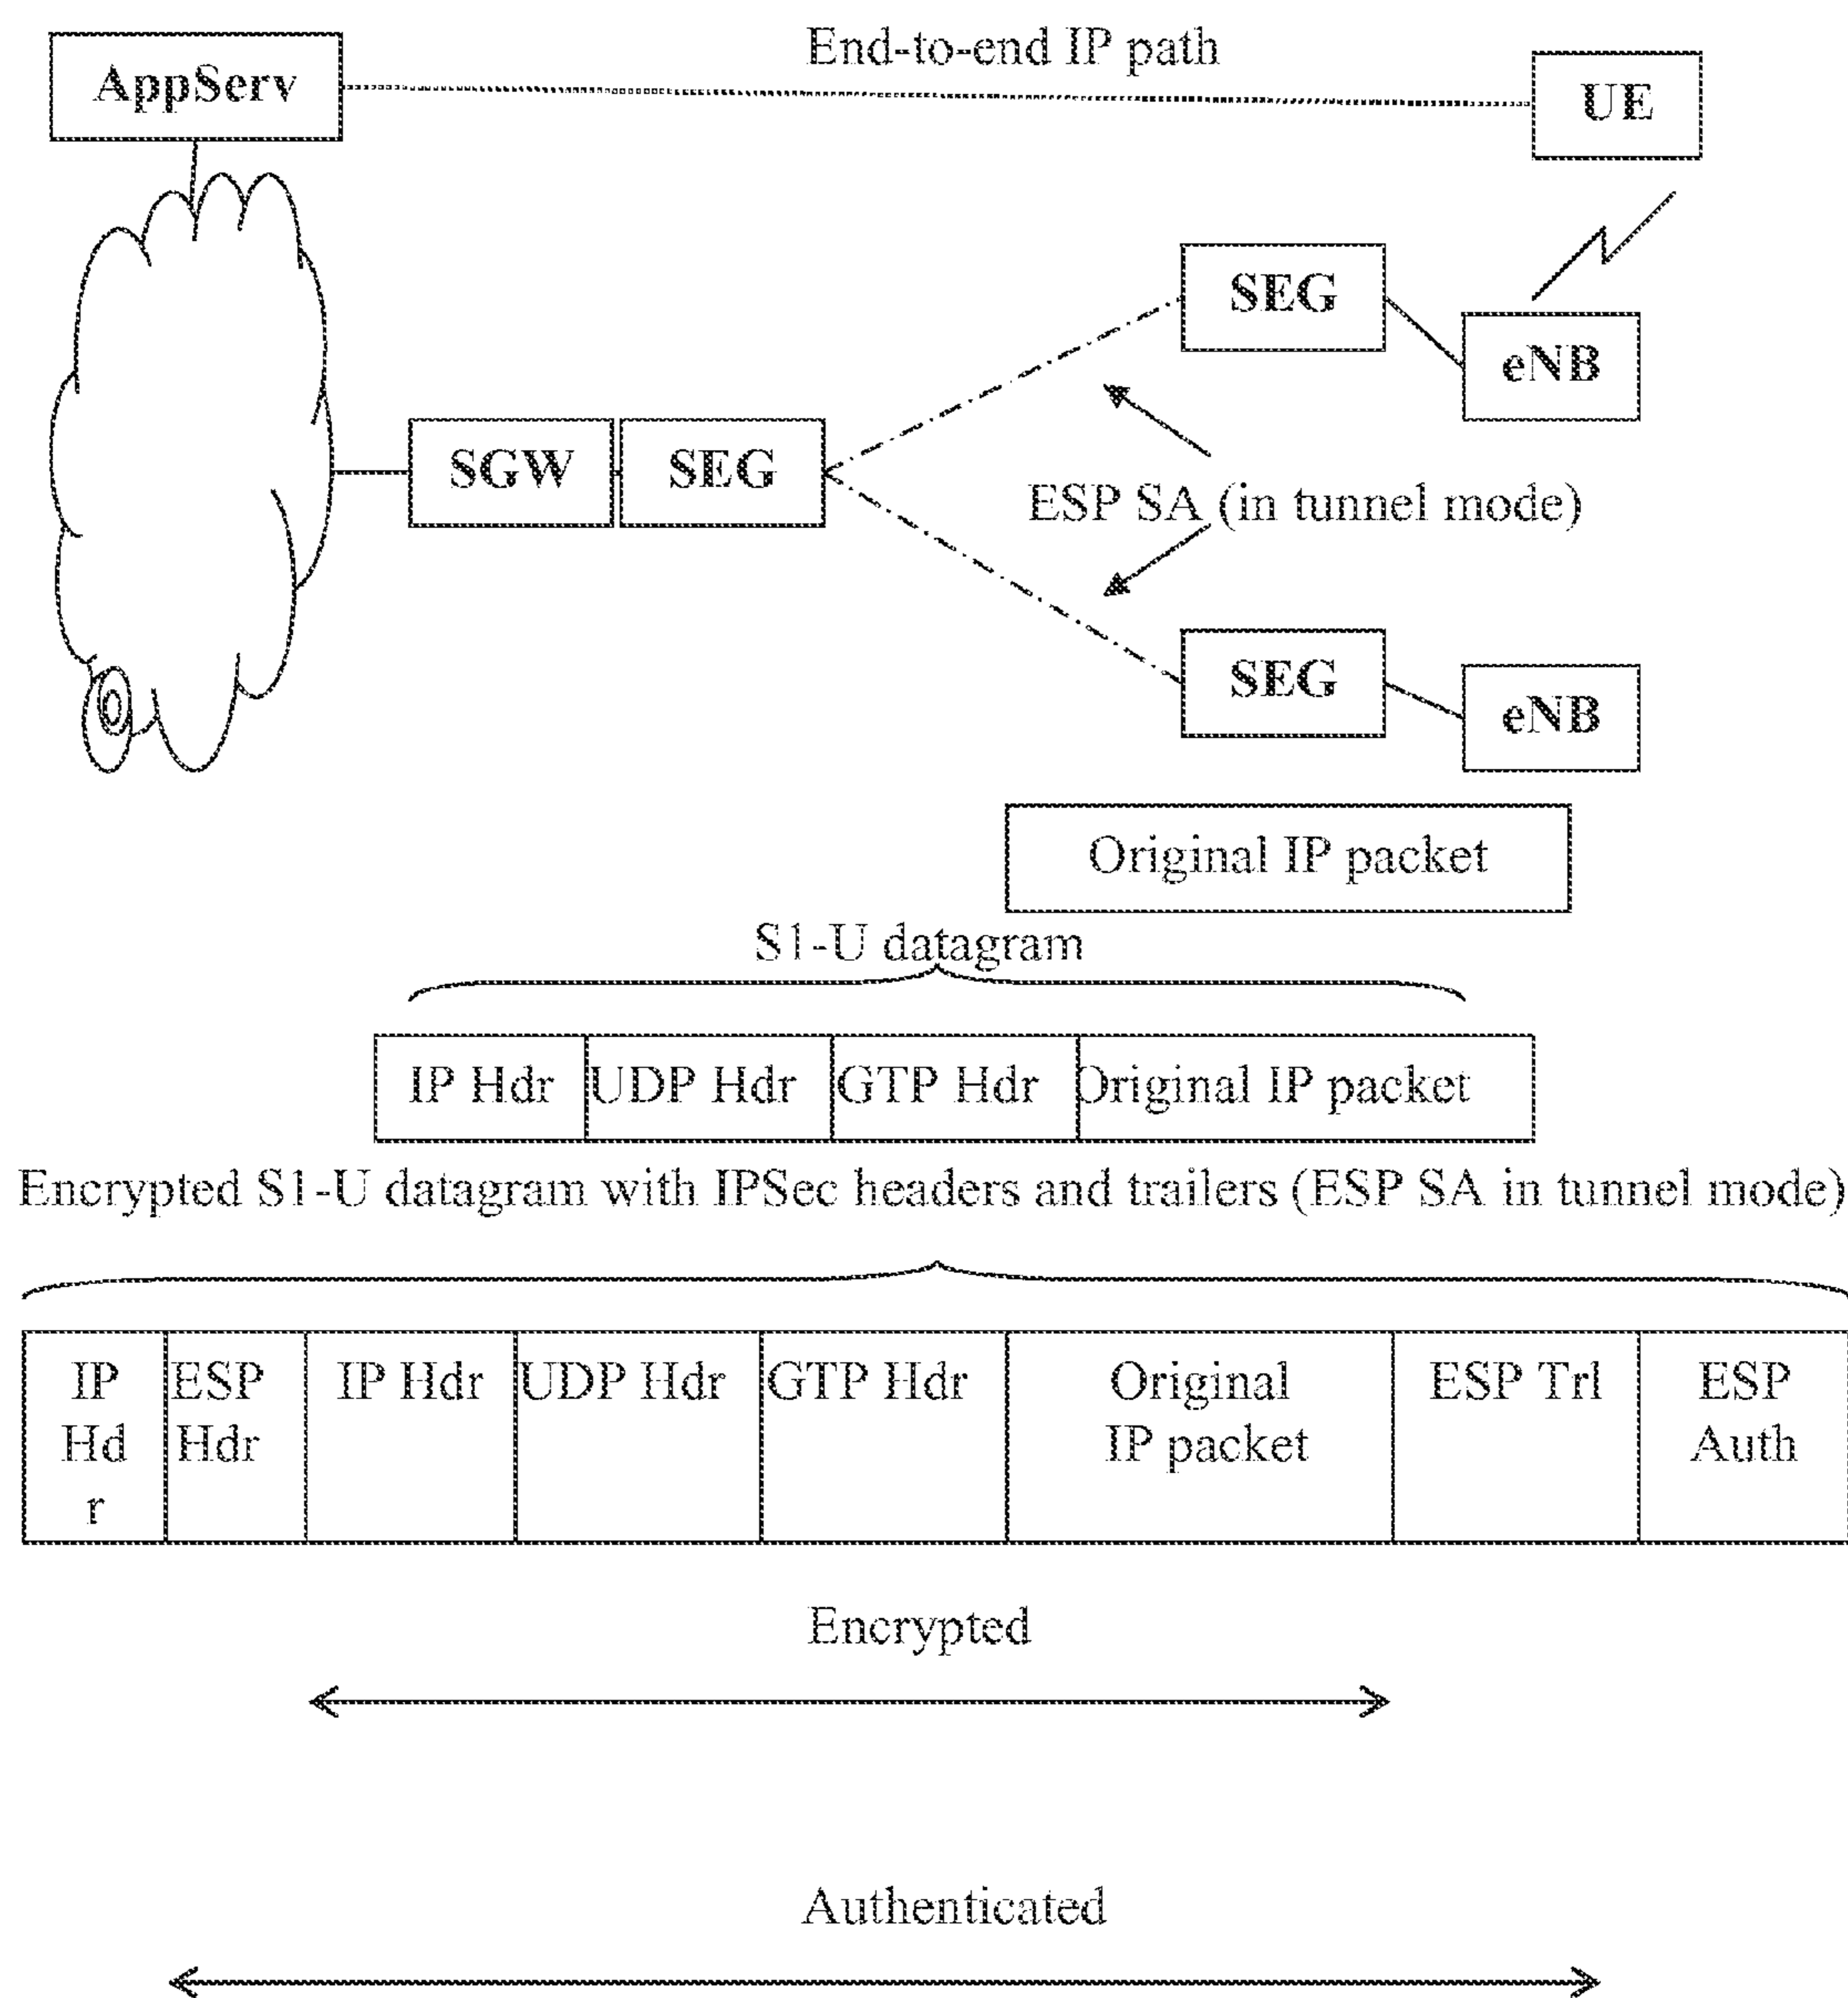 End-to-end IP path
AppServ
UE
SEG
eNB
SGW
SEG
ESP SA (in tunnel mode)
SEG
eNB
Original IP packet
S1-U datagram
IP Hdr
UDP Hdr
GTP Hdr
Original IP packet
Encrypted S1-U datagram with IPSec headers and trailers (ESP SA in tunnel mode)
IP
Hd
r
ESP
Hdr
IP Hdr
UDP Hdr
GTP Hdr
Original
IP packet
ESP Trl
ESP
Auth
Encrypted
Authenticated